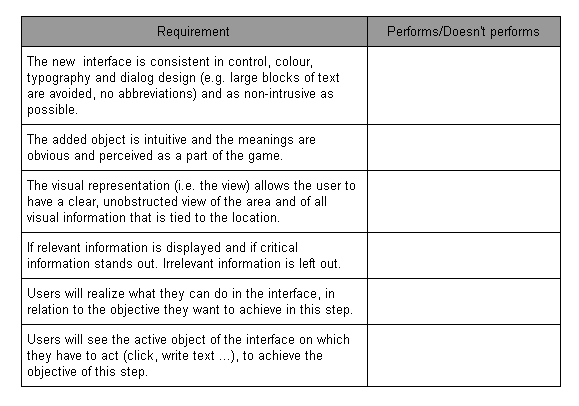 Requirement
Performs/Doesn't performs
The new interface is consistent in control, colour,
typography and dialog design (e.g. large blocks of text
are avoided, no abbreviations) and as non-intrusive as
possible.
The added object is intuitive and the meanings are
obvious and perceived as a part of the game.
The visual representation (i.e. the view) allows the user to
have a clear, unobstructed view of the area and of all
visual information that is tied to the location.
If relevant information is displayed and if critical
information stands out. Irrelevant information is left out.
Users will realize what they can do in the interface, in
relation to the objective they want to achieve in this step.
Users will see the active object of the interface on which
they have to act (click, write text ...), to achieve the
objective of this step.